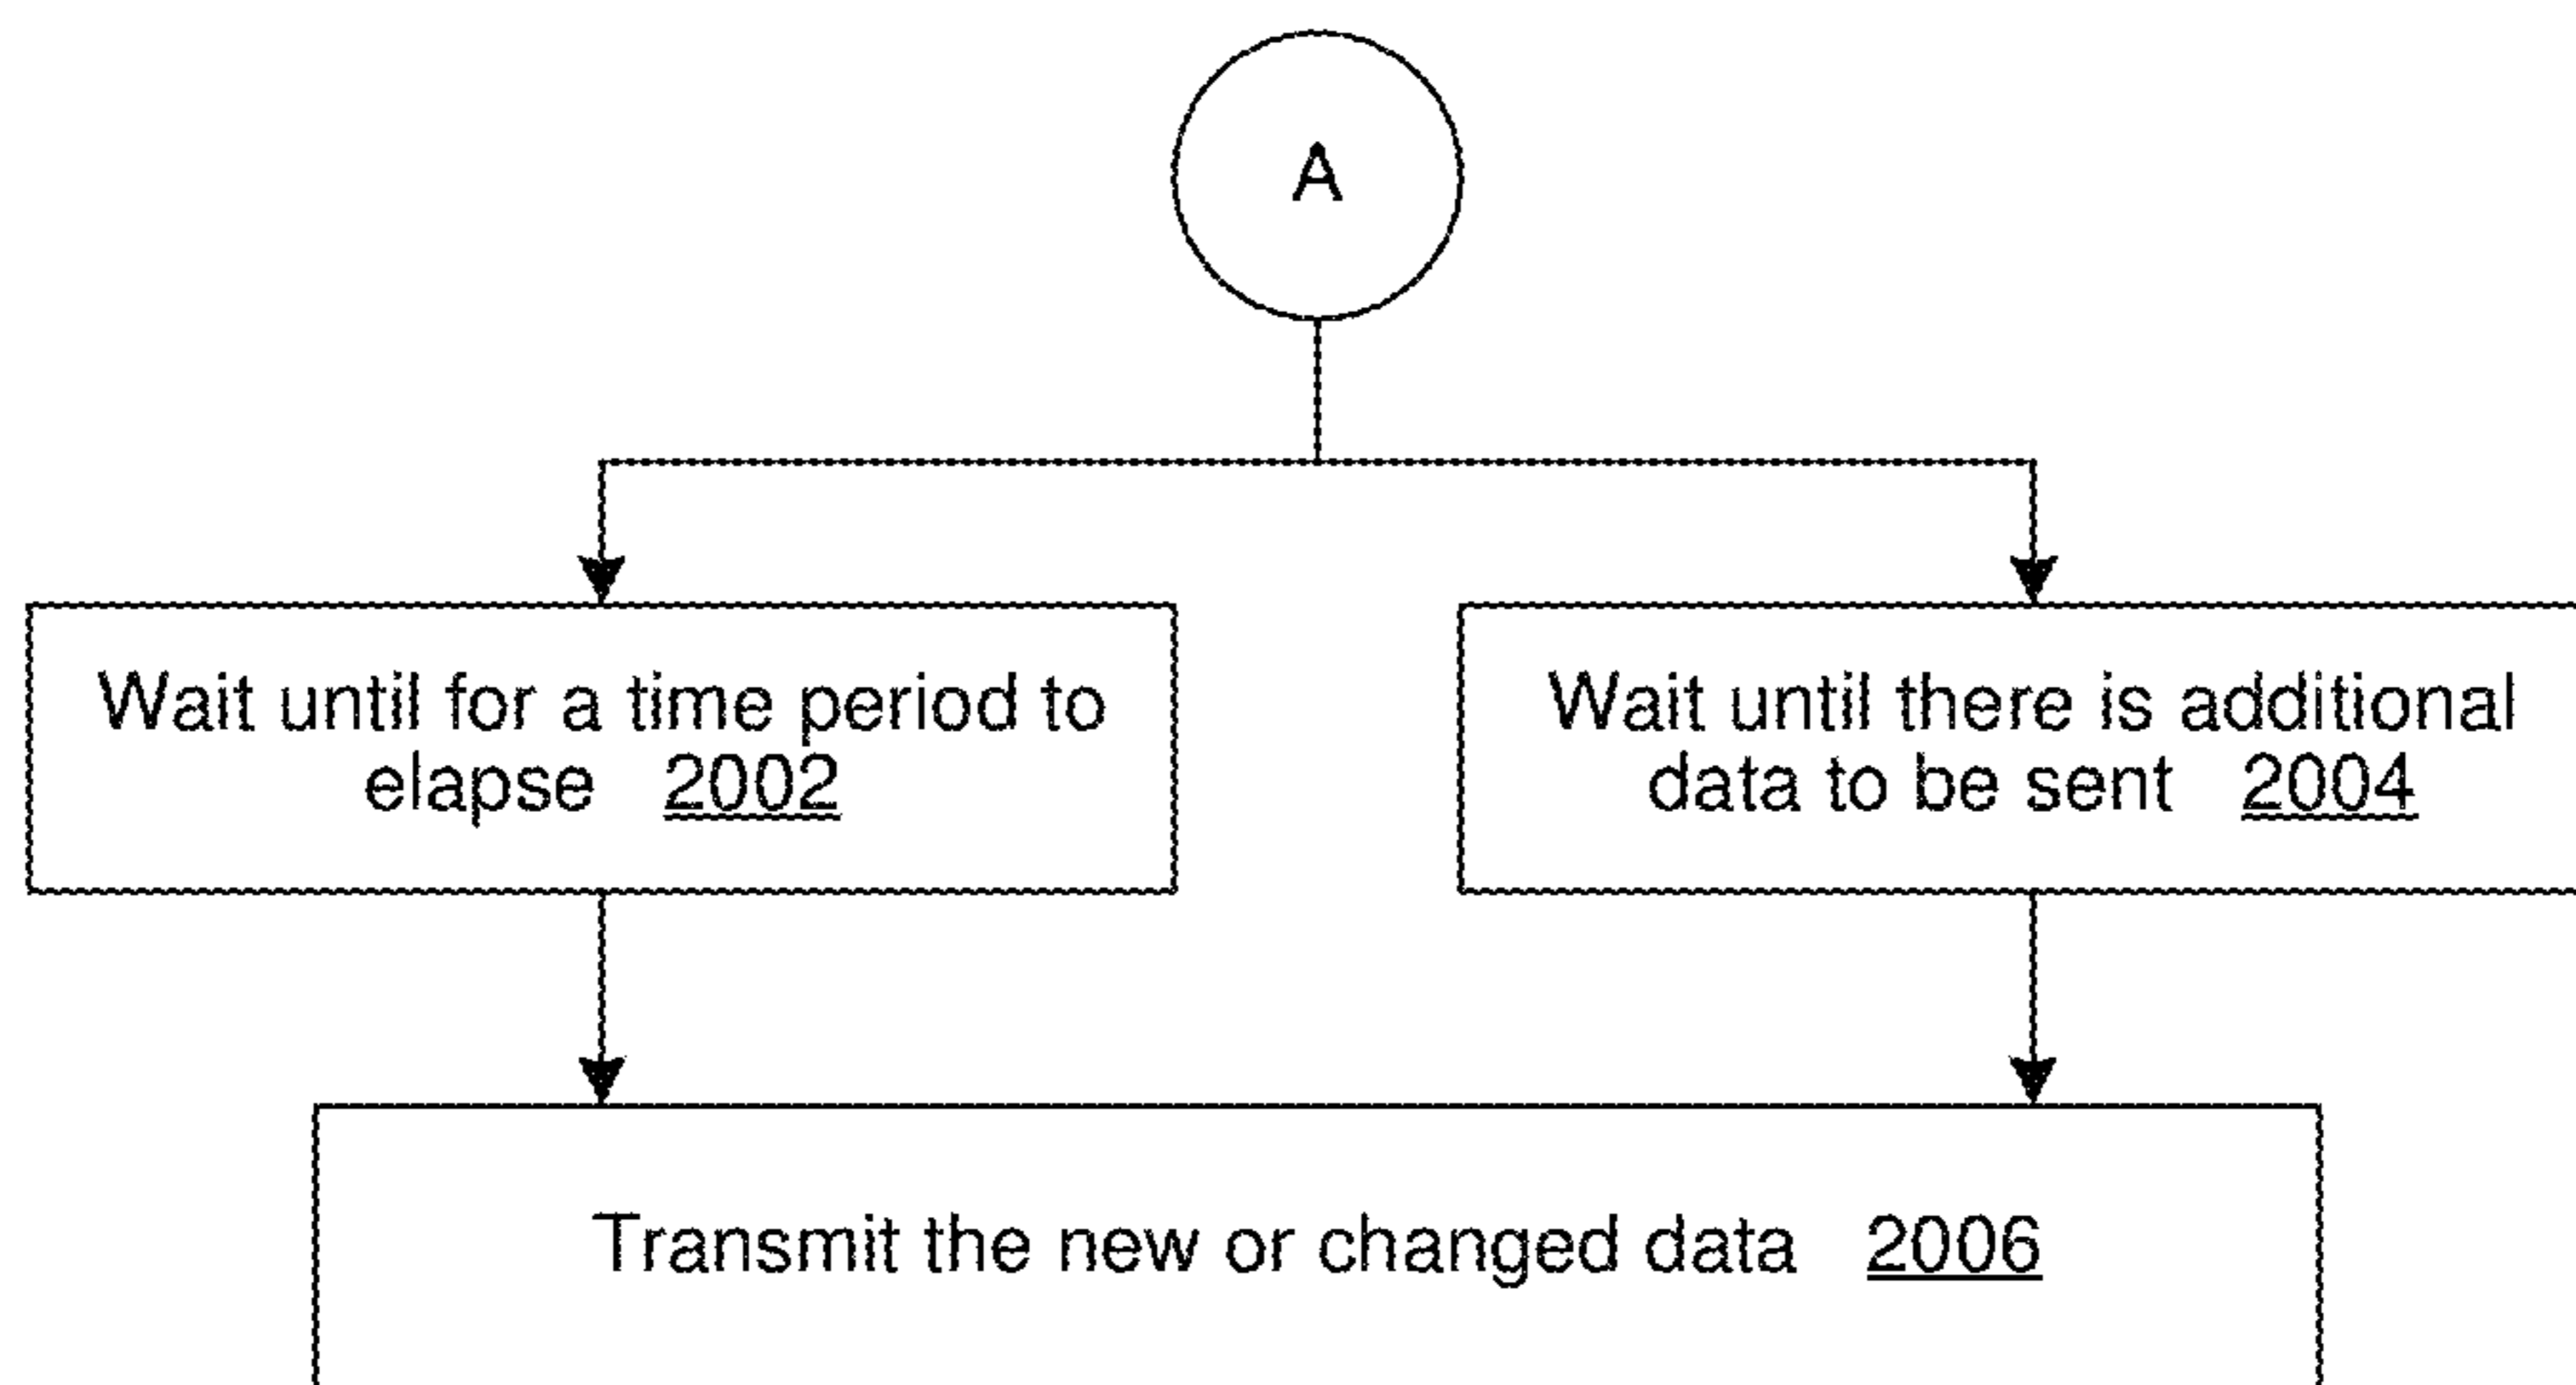 A
Wait until for a time period to
elapse 2002
Wait until there is additional
data to be sent 2004
Transmit the new or changed data 2006